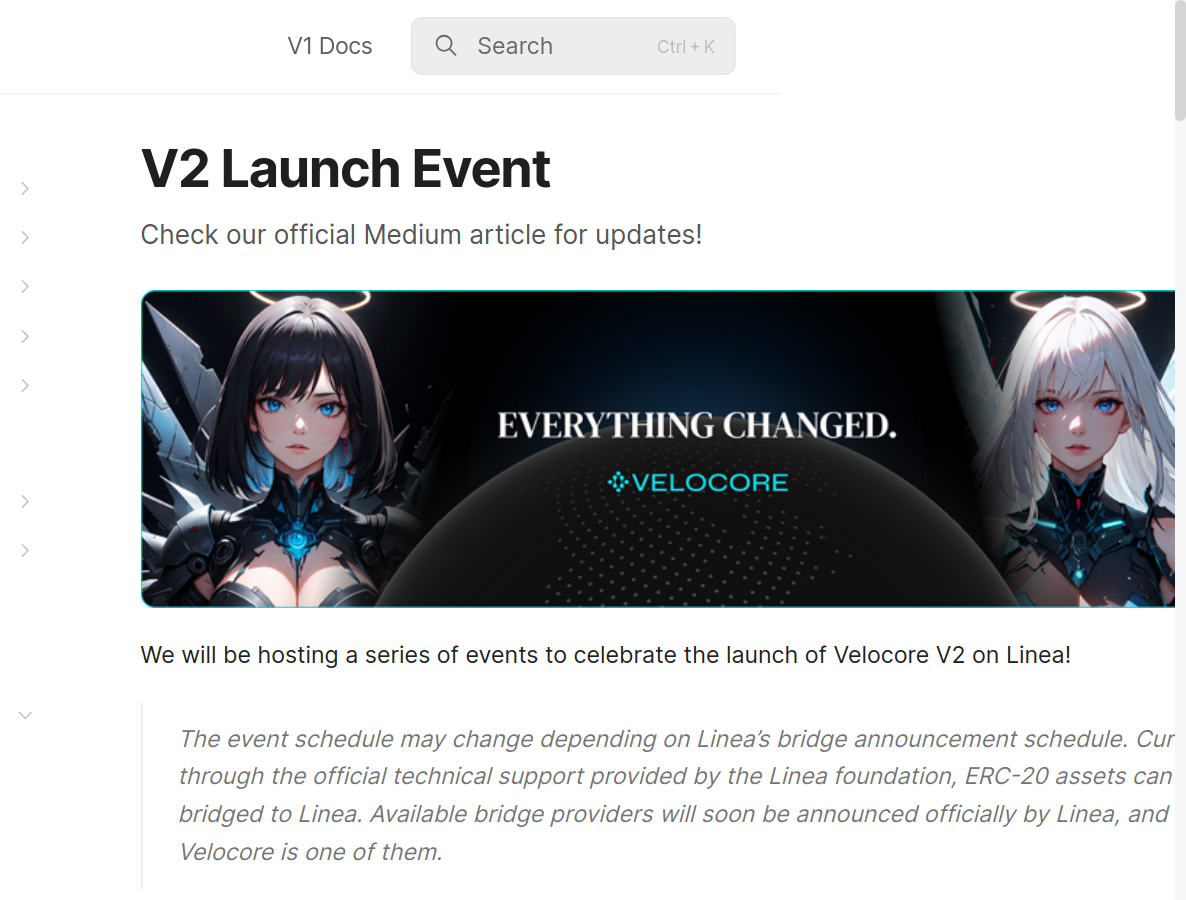 V1 Docs
Search
Ctrl + K
V2 Launch Event
Check our official Medium article for updates!
EVERYTHING CHANGED.
VELOCORE
We will be hosting a series of events to celebrate the launch of Velocore V2 on Linea!
The event schedule may change depending on Linea’s bridge announcement schedule. Cur
through the official technical support provided by the Linea foundation, ERC-20 assets can
bridged to Linea. Available bridge providers will soon be announced officially by Linea, and
Velocore is one of them.